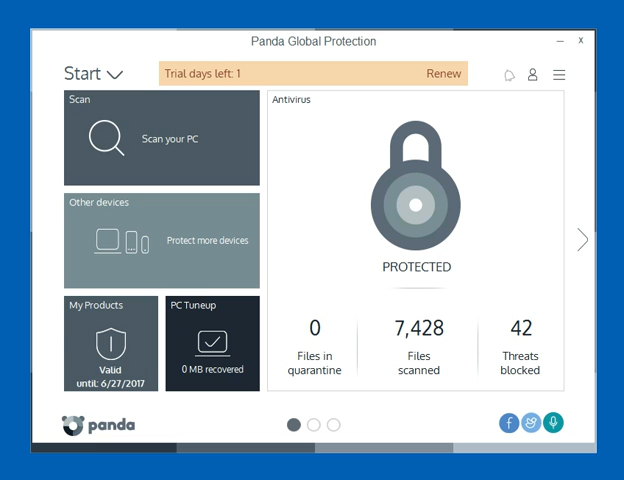 Panda Global Protection
Start
Trial days left: 1
Renew
Scan
Scan your PC
Other devices
Protect more devices
My Products
Valid
until: 6/27/2017
PC Tuneup
0 MB recovered
Antivirus
PROTECTED
0
Files in
quarantine
7,428
Files
scanned
42
Threats
blocked
panda